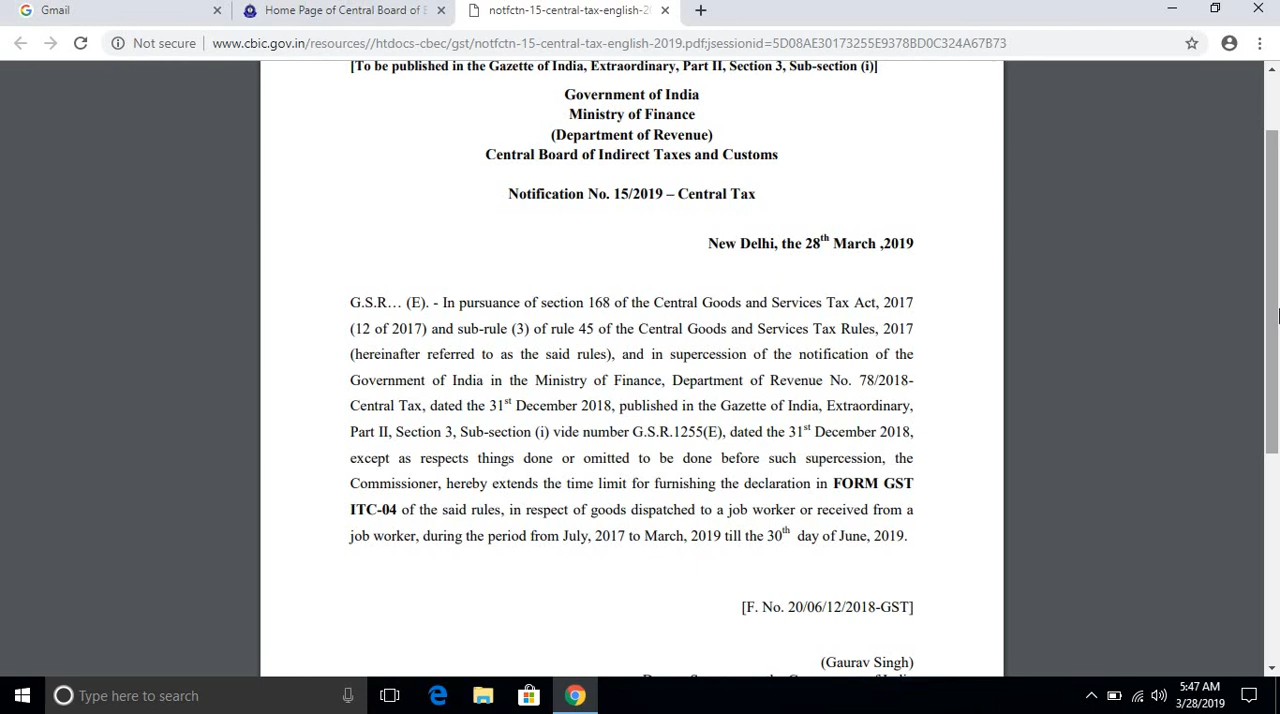 Gmail
Home Page of Central Board of E
notfctn-15-central-tax-english-20
Not secure
www.cbic.gov.in/resources//htdocs-cbec/gst/notfctn-15-central-tax-english-2019.pdf;jsessionid=5D08AE30173255E9378BD0C324A67B73
[To be published in the Gazette of India, Extraordinary, Part II, Section 3, Sub-section (i)]
Government of India
Ministry of Finance
(Department of Revenue)
Central Board of Indirect Taxes and Customs
Notification No. 15/2019 – Central Tax
New Delhi, the 28th March ,2019
G.S.R… (E). - In pursuance of section 168 of the Central Goods and Services Tax Act, 2017
(12 of 2017) and sub-rule (3) of rule 45 of the Central Goods and Services Tax Rules, 2017
(hereinafter referred to as the said rules), and in supercession of the notification of the
Government of India in the Ministry of Finance, Department of Revenue No. 78/2018-
Central Tax, dated the 31st December 2018, published in the Gazette of India, Extraordinary,
Part II, Section 3, Sub-section (i) vide number G.S.R.1255(E), dated the 31st December 2018,
except as respects things done or omitted to be done before such supercession, the
Commissioner, hereby extends the time limit for furnishing the declaration in FORM GST
ITC-04 of the said rules, in respect of goods dispatched to a job worker or received from a
job worker, during the period from July, 2017 to March, 2019 till the 30th day of June, 2019.
[F. No. 20/06/12/2018-GST]
(Gaurav Singh)
Type here to search
5:47 AM
3/28/2019